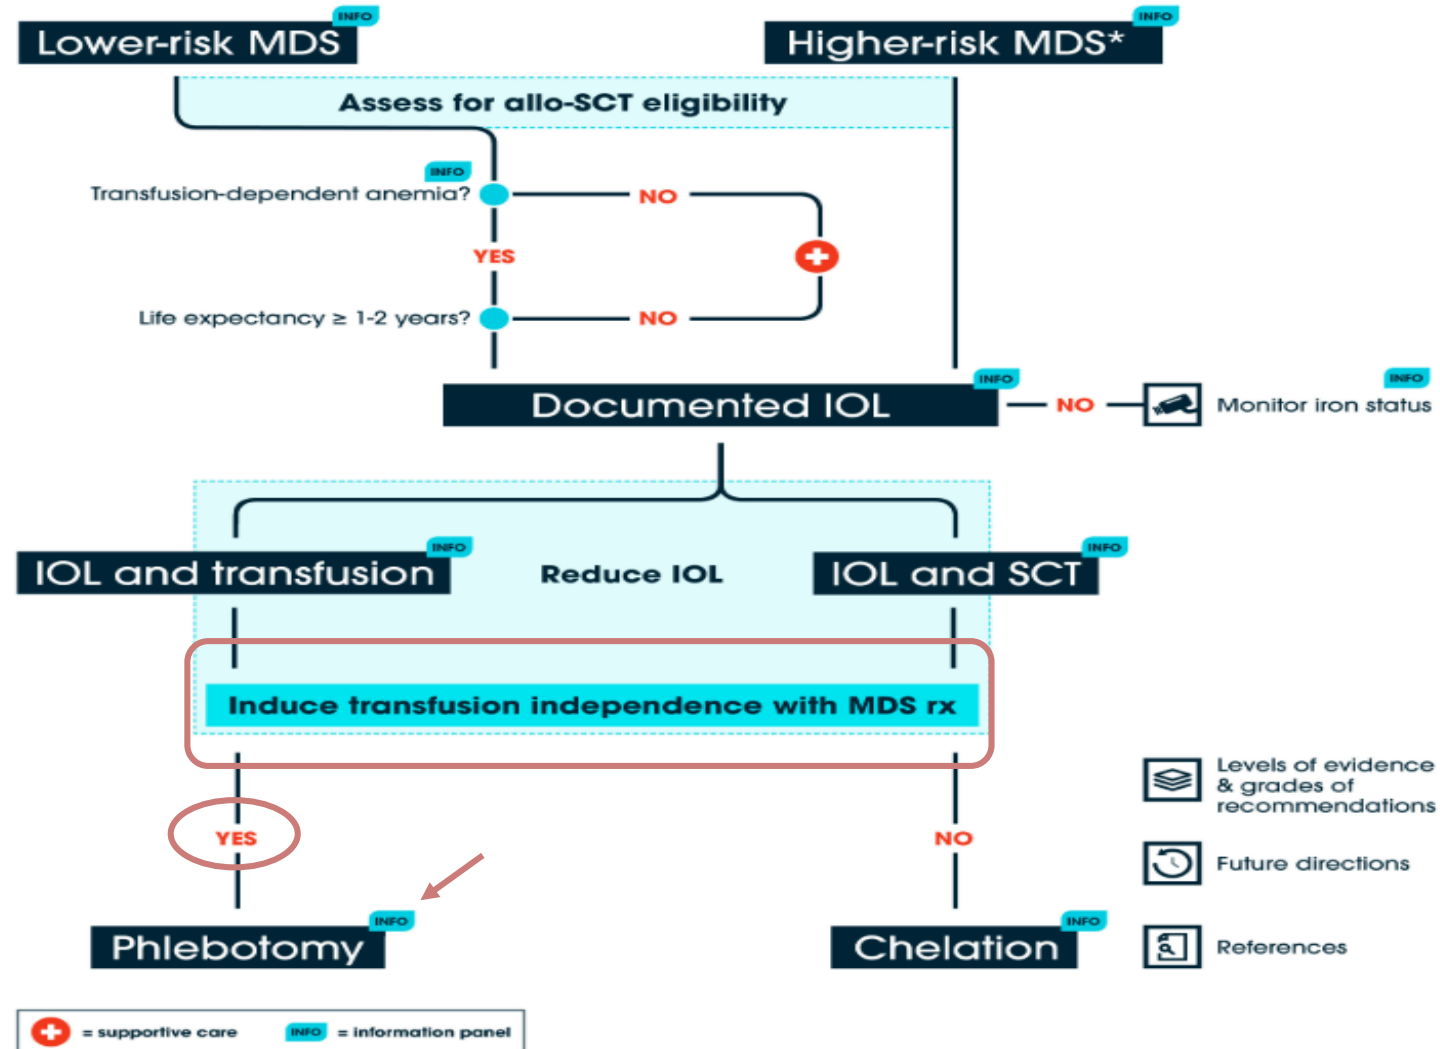 INFO
INFO
Lower-risk MDS
Higher-risk MDS*
Assess for allo-SCT eligibility
INFO
Transfusion-dependent anemia?
NO
YES
Life expectancy ≥ 1-2 years?
NO
INFO
INFO
Documented IOL
NO
Monitor iron status
INFO
INFO
IOL and transfusion
Reduce IOL
IOL and SCT
Induce transfusion independence with MDS rx
Levels of evidence
& grades of
recommendations
YES
NO
Future directions
INFO
INFO
Phlebotomy
Chelation
References
= supportive care
INFO = information panel